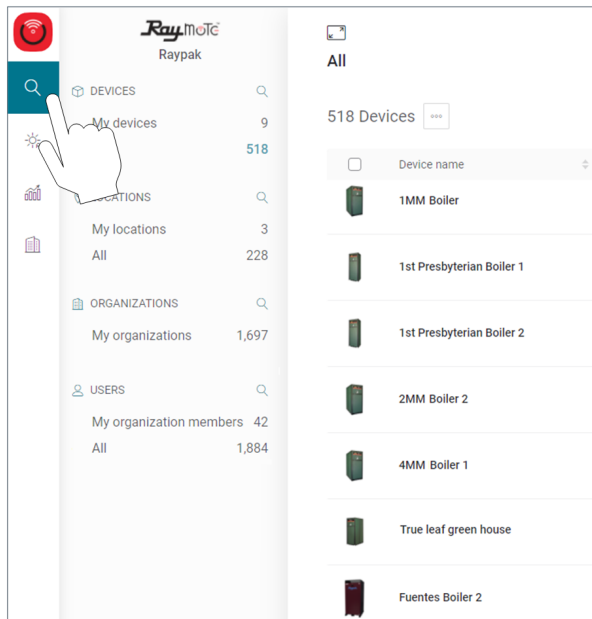 RayMOTE
Raypak
DEVICES
My devices 9
518
LOCATIONS
My locations 3
All 228
ORGANIZATIONS
My organizations 1,697
USERS
My organization members 42
All 1,884
All
518 Devices
Device name
1MM Boiler
1st Presbyterian Boiler 1
1st Presbyterian Boiler 2
2MM Boiler 2
4MM Boiler 1
True leaf green house
Fuentes Boiler 2